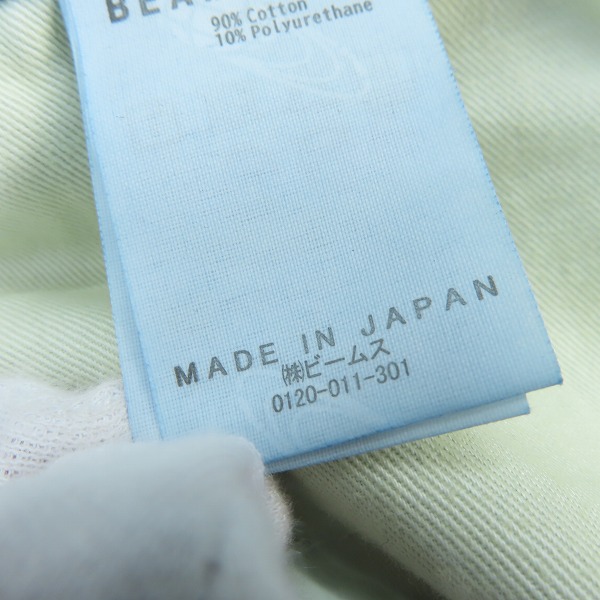 90% Cotton
10% Polyurethane
MADE IN JAPAN
㈱ビームス
0120-011-301